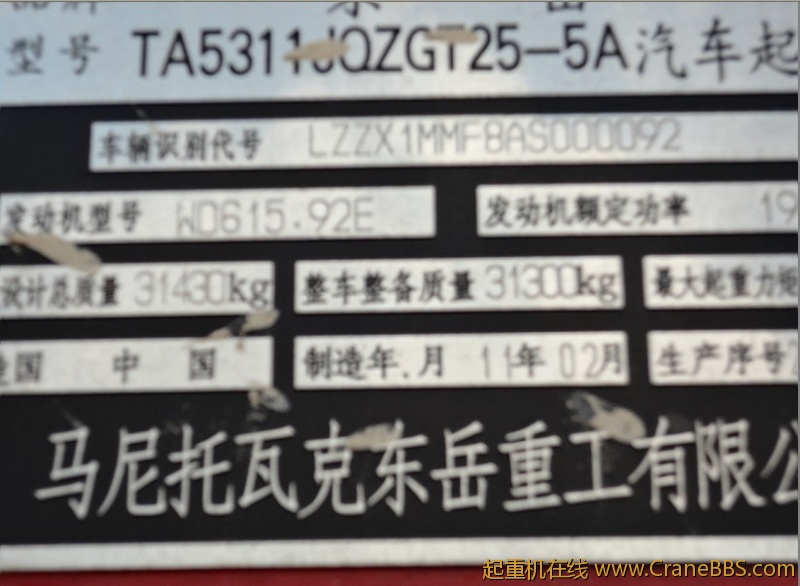 型号 TA5311JQZGT25-5A汽车起
车辆识别代号 LZZX1MMF8AS000092
发动机型号 WD615.92E 发动机额定功率 19
设计总质量 31430kg 整车整备质量 31300kg 最大起重力矩
造国 中国 制造年.月 11年02月 生产序号
马尼托瓦克东岳重工有限公
起重机在线 www.CraneBBS.com